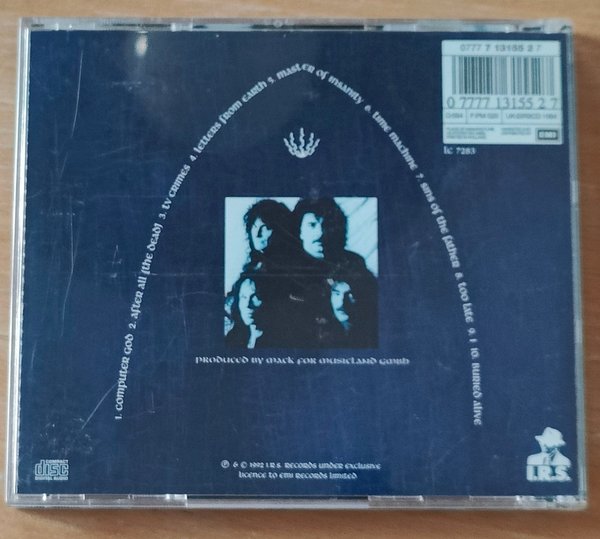 0777 7 13155 2 7
0 7777 13155 2 7
EMI
LC 7283
1. COMPUTER GOD 2. AFTER ALL [THE DEAD] 3. TV CRIMES 4. LETTERS FROM EARTH 5. MASTER OF INSANITY 6. TIME MACHINE 7. SINS OF THE FATHER 8. TOO LATE 9. I 10. BURIED ALIVE
PRODUCED BY MACK FOR MUSICLAND GMBH
COMPACT
disc
DIGITAL AUDIO
Ⓟ & © 1992 I.R.S. RECORDS UNDER EXCLUSIVE
LICENCE TO EMI RECORDS LIMITED
I.R.S.